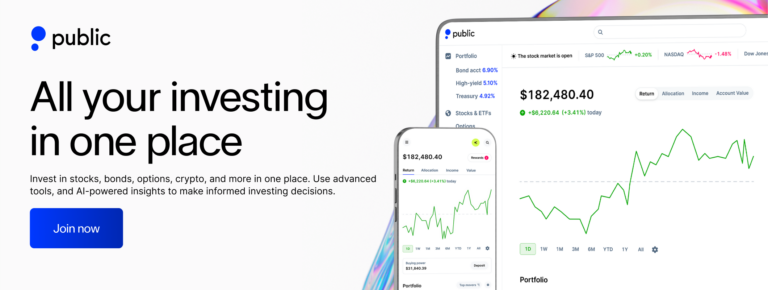 public
All your investing
in one place
Invest in stocks, bonds, options, crypto, and more in one place. Use advanced
tools, and AI-powered insights to make informed investing decisions.
Join now
public
Portfolio
Bond acct 6.90%
High-yield 5.10%
Treasury 4.92%
Stocks & ETFs
Options
The stock market is open
S&P 500
+0.20%
NASDAQ
-1.48%
Dow Jones
$182,480.40
Return Allocation Income Account Value
+$6,220.64 (+3.41%) today
1D 1W 1M 3M 6M YTD 1Y All
Portfolio
$182,480.40
Rewards
Return Allocation Income Value
+$6,220.64 (+3.41%) today
1D 1W 1M 3M 6M YTD 1Y All
Buying power
Deposit
Portfolio